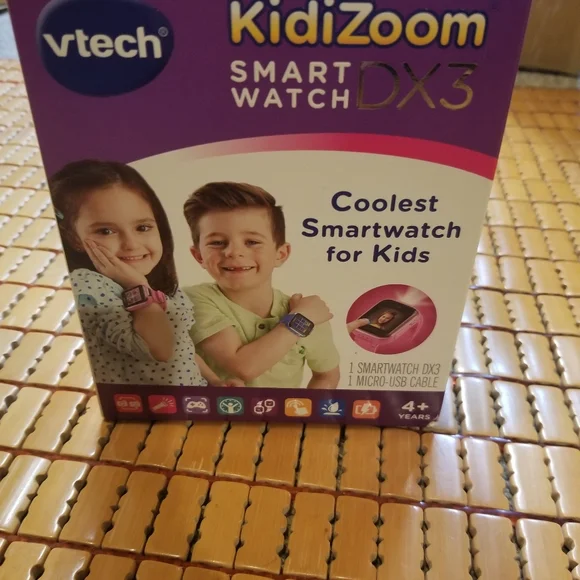 vtech®
KidiZoom
SMART
WATCH DX3
Coolest
Smartwatch
for Kids
1 SMARTWATCH DX3
1 MICRO-USB CABLE
4+
YEARS